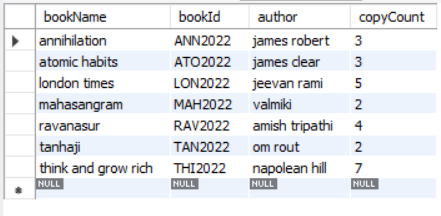 bookName bookId author copyCount
annihilation ANN2022 james robert 3
atomic habits ATO2022 james clear 3
london times LON2022 jeevan rami 5
mahasangram MAH2022 valmiki 2
ravanasur RAV2022 amish tripathi 4
tanhaji TAN2022 om rout 2
think and grow rich THI2022 napolean hill 7
NULL NULL NULL NULL